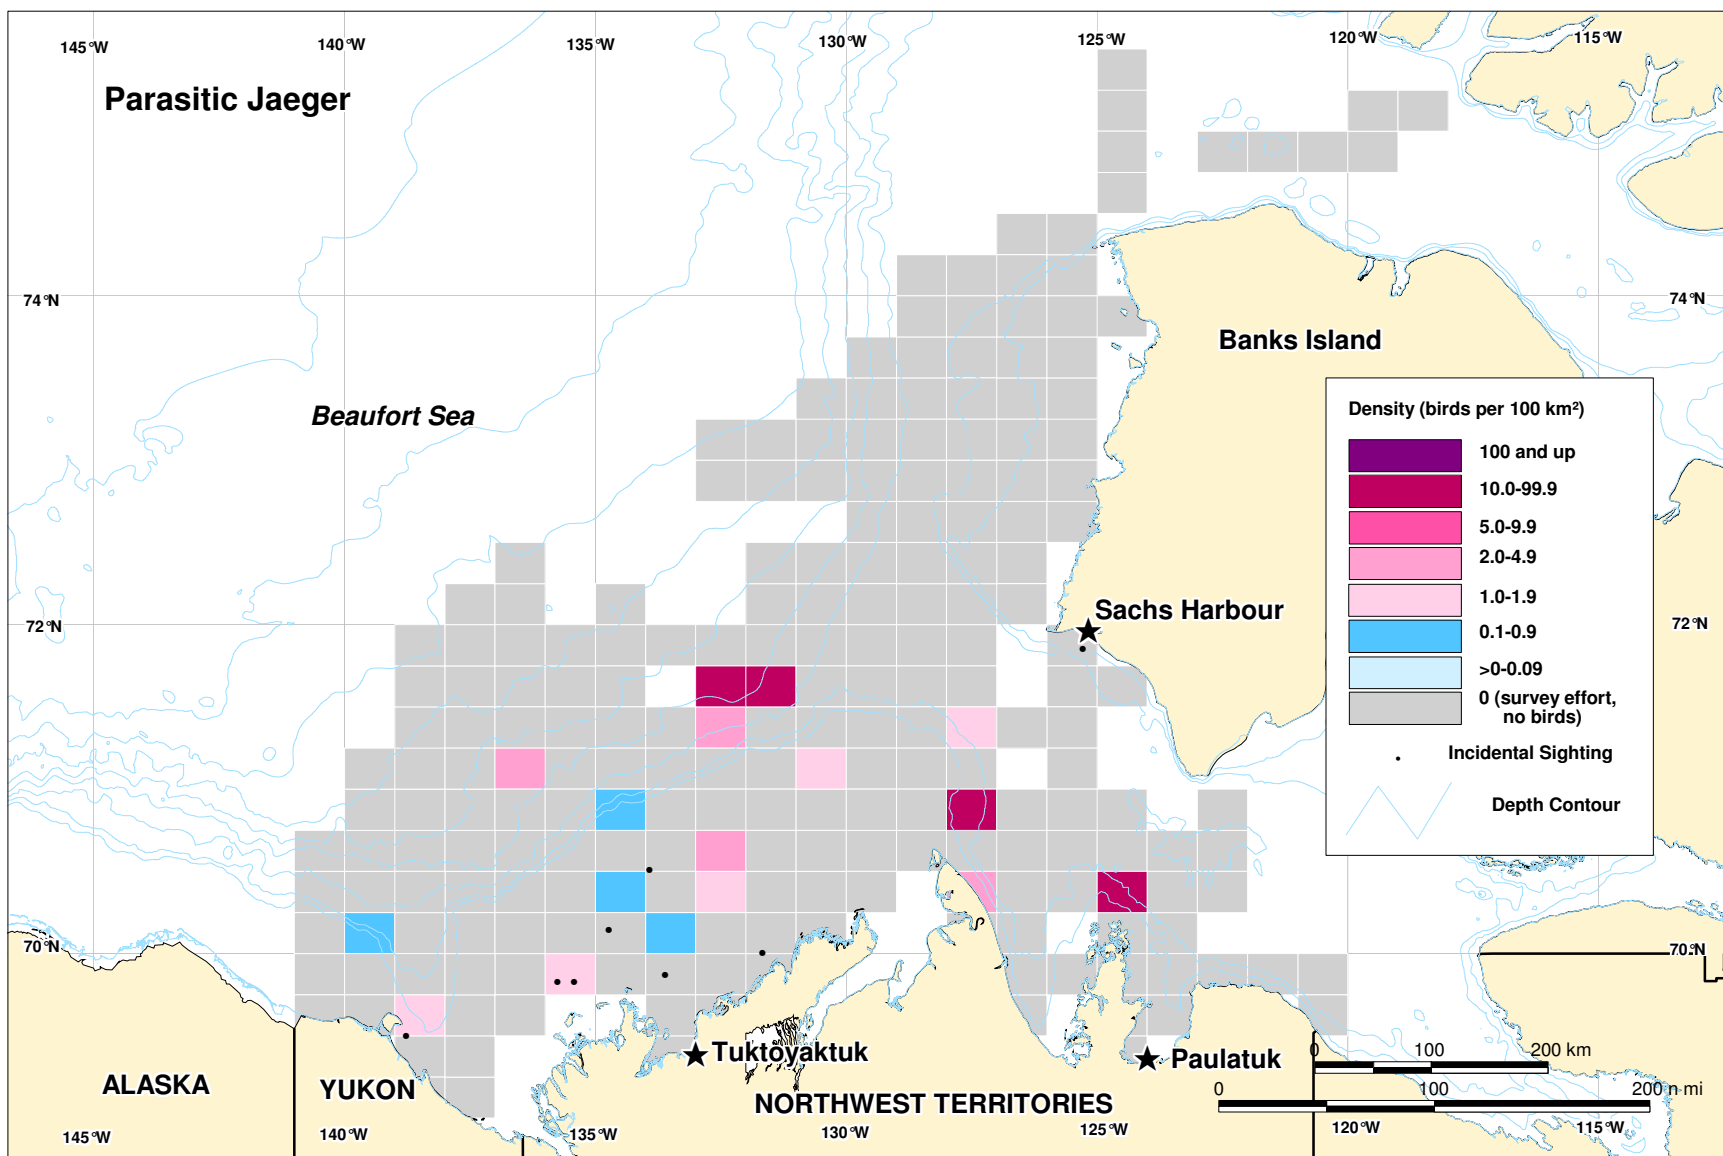 145°W 140°W 135°W 130°W 125°W 120°W 115°W
Parasitic Jaeger
74°N 74°N
Banks Island
Beaufort Sea
Density (birds per 100 km²)
100 and up
10.0-99.9
5.0-9.9
2.0-4.9
1.0-1.9
0.1-0.9
>0-0.09
0 (survey effort,
no birds)
Incidental Sighting
Depth Contour
Sachs Harbour
72°N 72°N
70°N 70°N
Tuktoyaktuk
Paulatuk
0 100 200 km
0 100 200 n mi
ALASKA
YUKON
NORTHWEST TERRITORIES
145°W 140°W 135°W 130°W 125°W 120°W 115°W